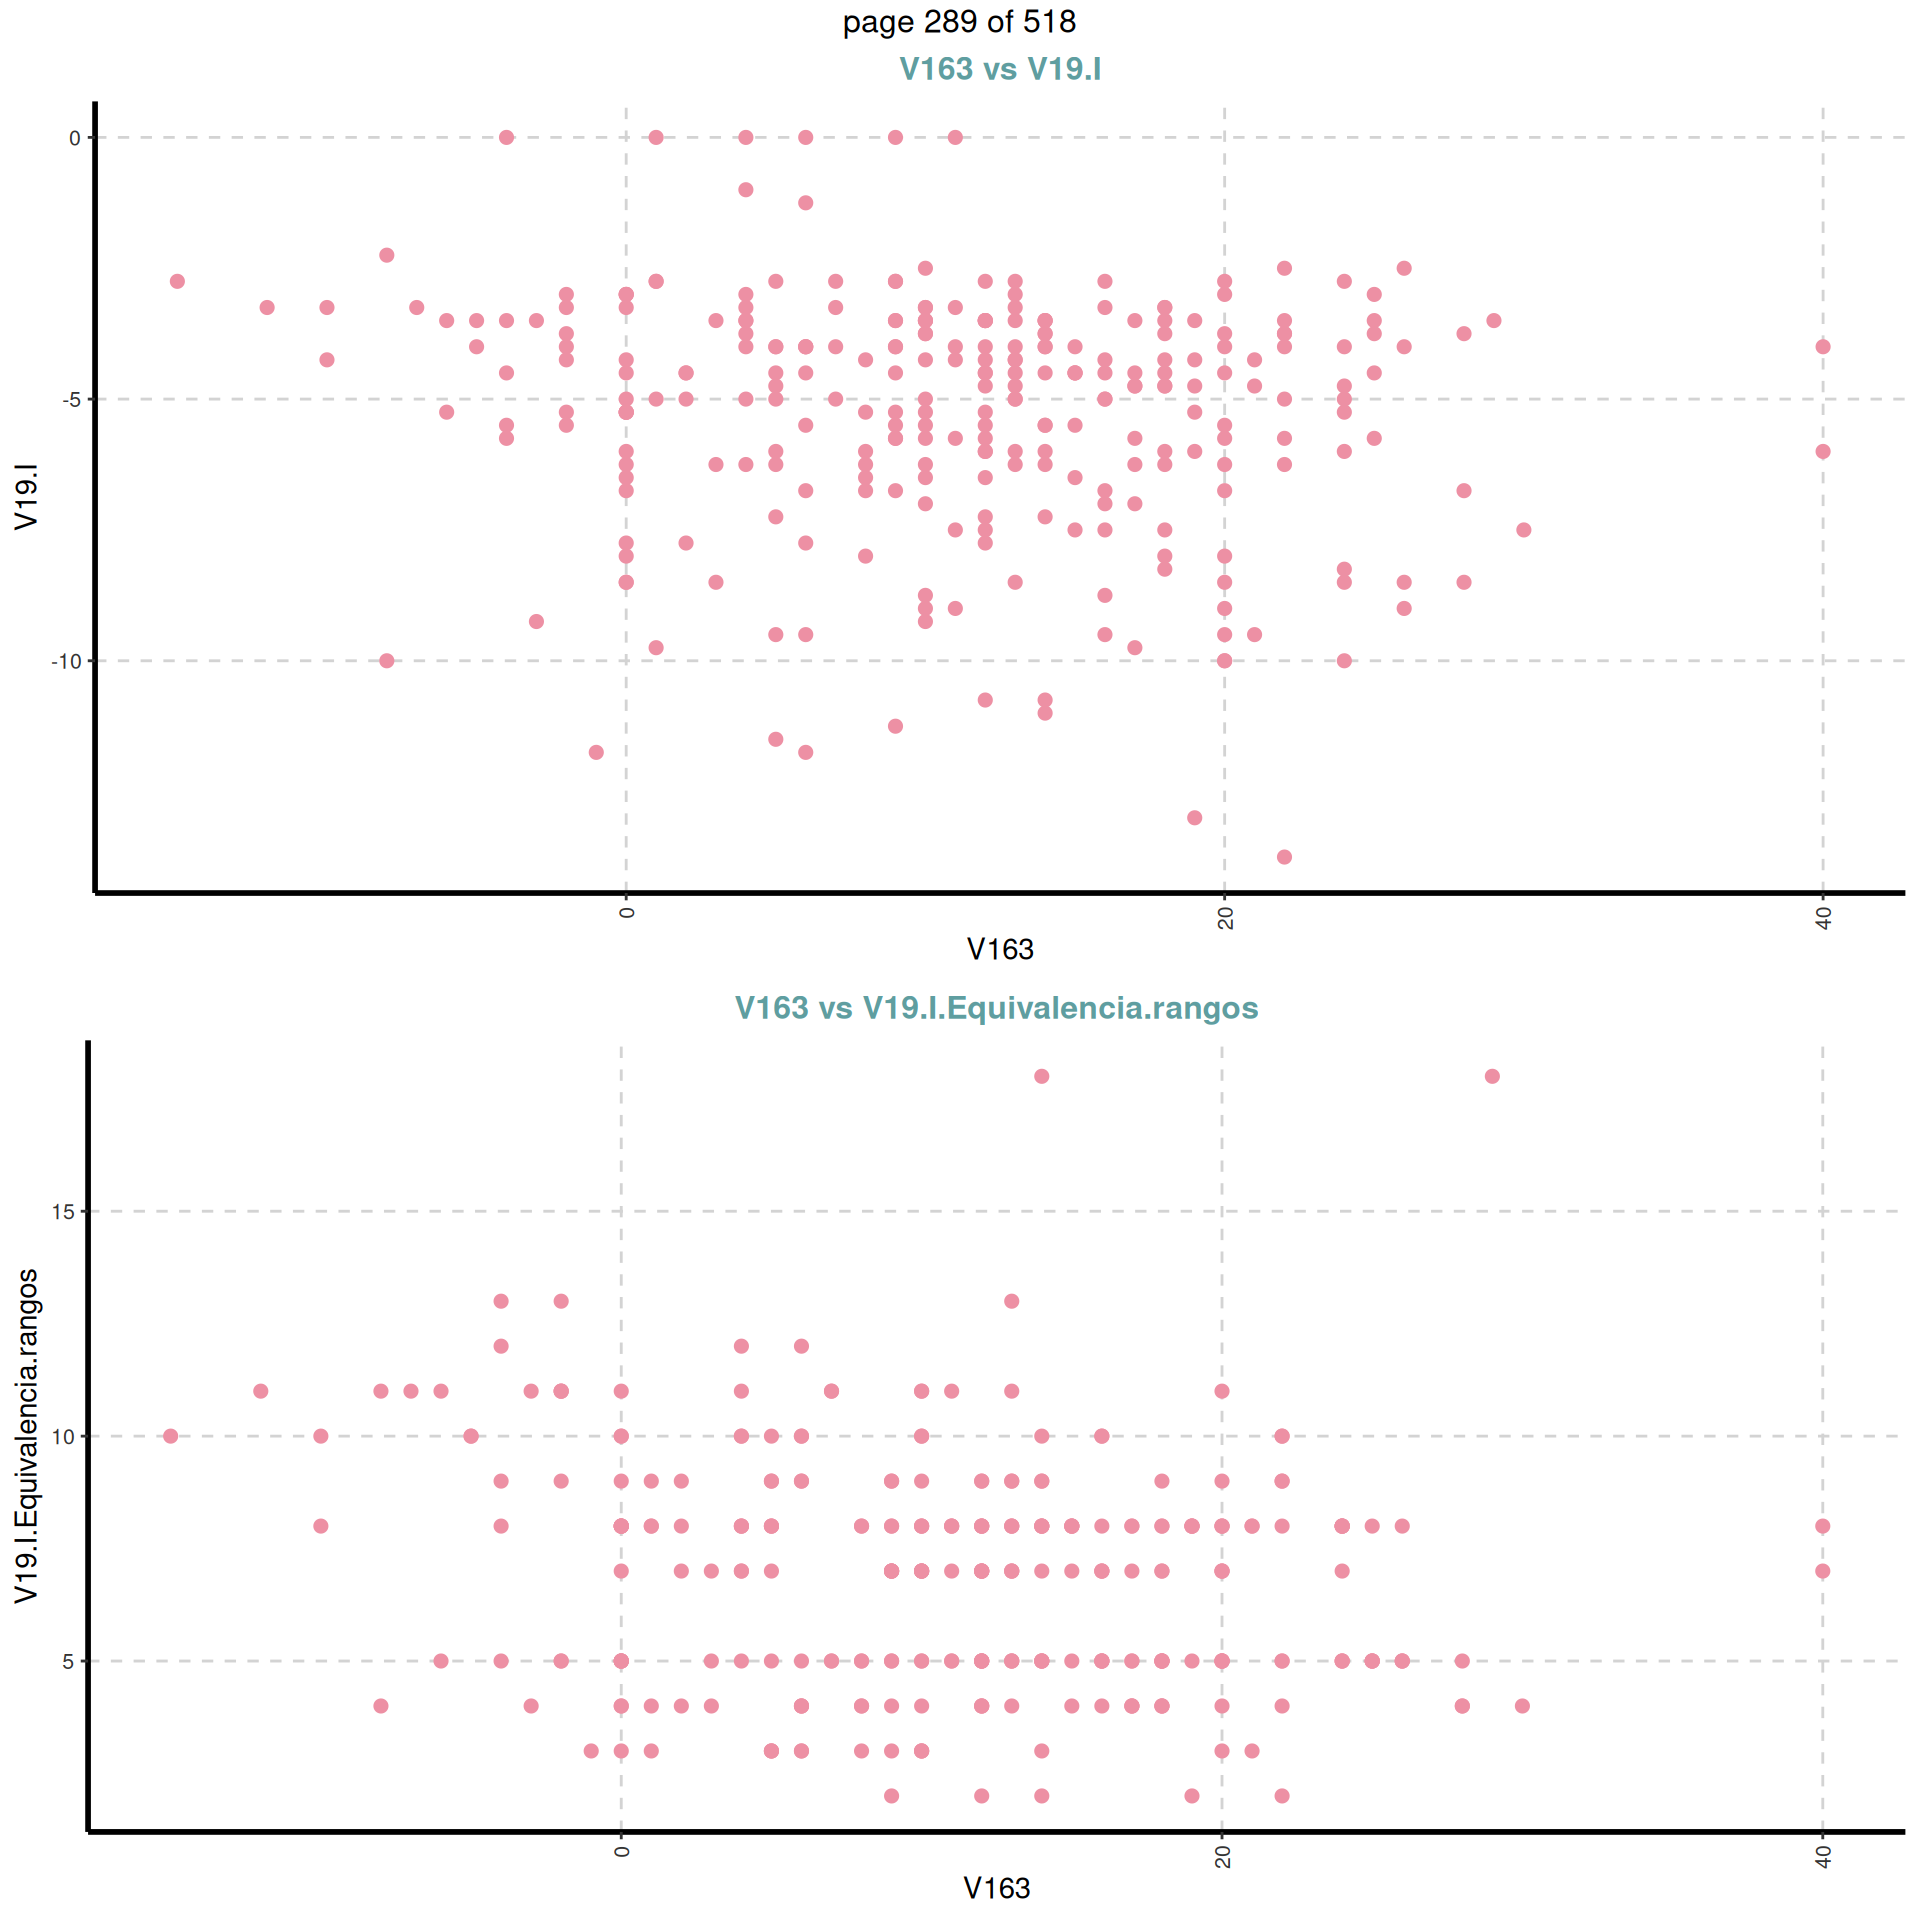 page 289 of 518
V163 vs V19.I
0
-5
-10
V19.I
0
20
40
V163
V163 vs V19.I.Equivalencia.rangos
15
10
5
V19.I.Equivalencia.rangos
0
20
40
V163